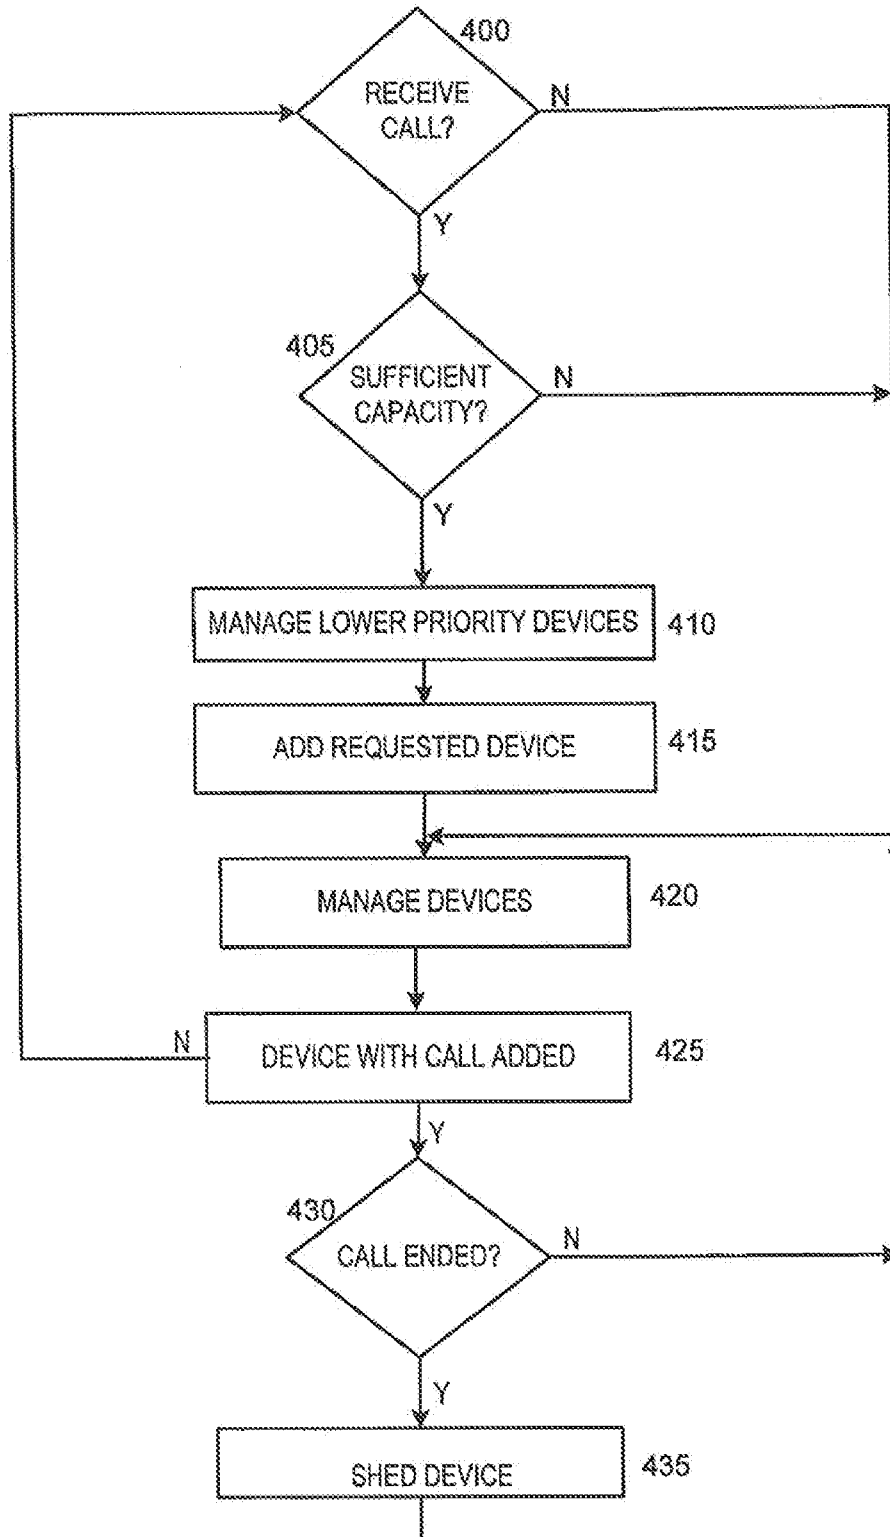 400
RECEIVE
CALL?
N
Y
405
SUFFICIENT
CAPACITY?
N
Y
MANAGE LOWER PRIORITY DEVICES
410
ADD REQUESTED DEVICE
415
MANAGE DEVICES
420
N
DEVICE WITH CALL ADDED
425
Y
430
CALL ENDED?
N
Y
SHED DEVICE
435